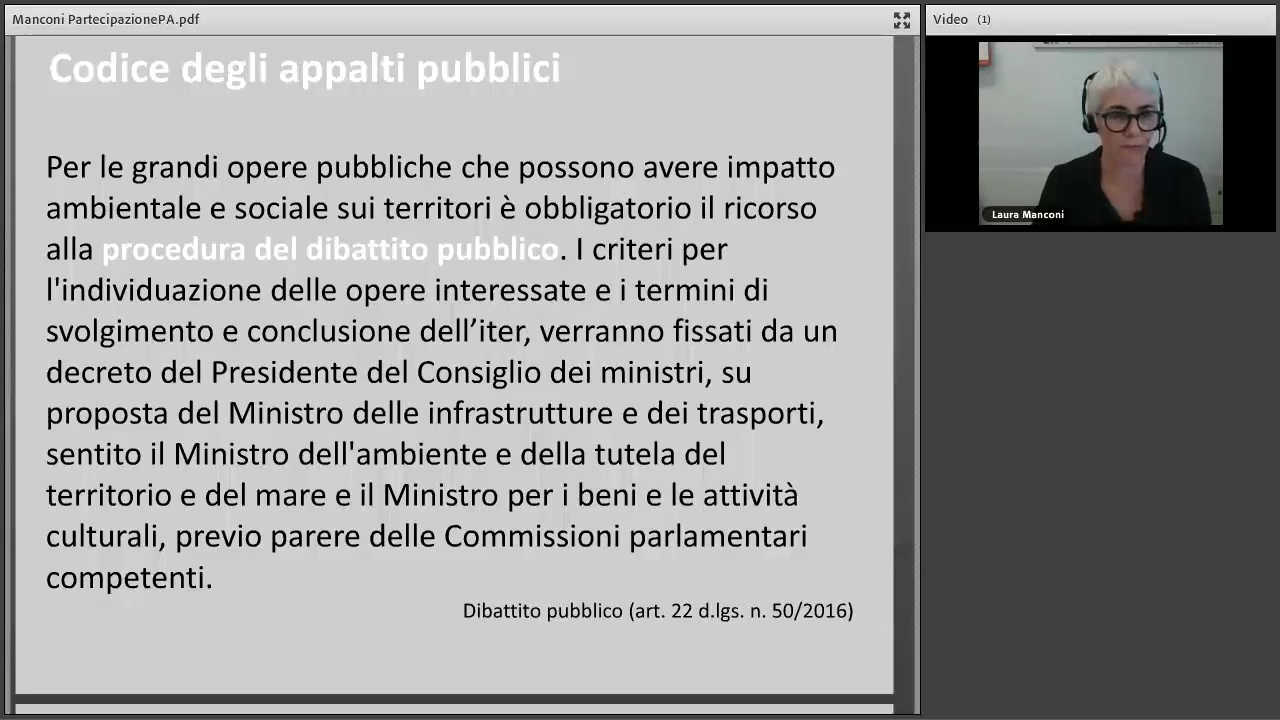 Manconi PartecipazionePA.pdf
Video (1)
Codice degli appalti pubblici
Per le grandi opere pubbliche che possono avere impatto
ambientale e sociale sui territori è obbligatorio il ricorso
alla procedura del dibattito pubblico. I criteri per
l'individuazione delle opere interessate e i termini di
svolgimento e conclusione dell’iter, verranno fissati da un
decreto del Presidente del Consiglio dei ministri, su
proposta del Ministro delle infrastrutture e dei trasporti,
sentito il Ministro dell'ambiente e della tutela del
territorio e del mare e il Ministro per i beni e le attività
culturali, previo parere delle Commissioni parlamentari
competenti.
Dibattito pubblico (art. 22 d.lgs. n. 50/2016)
Laura Manconi